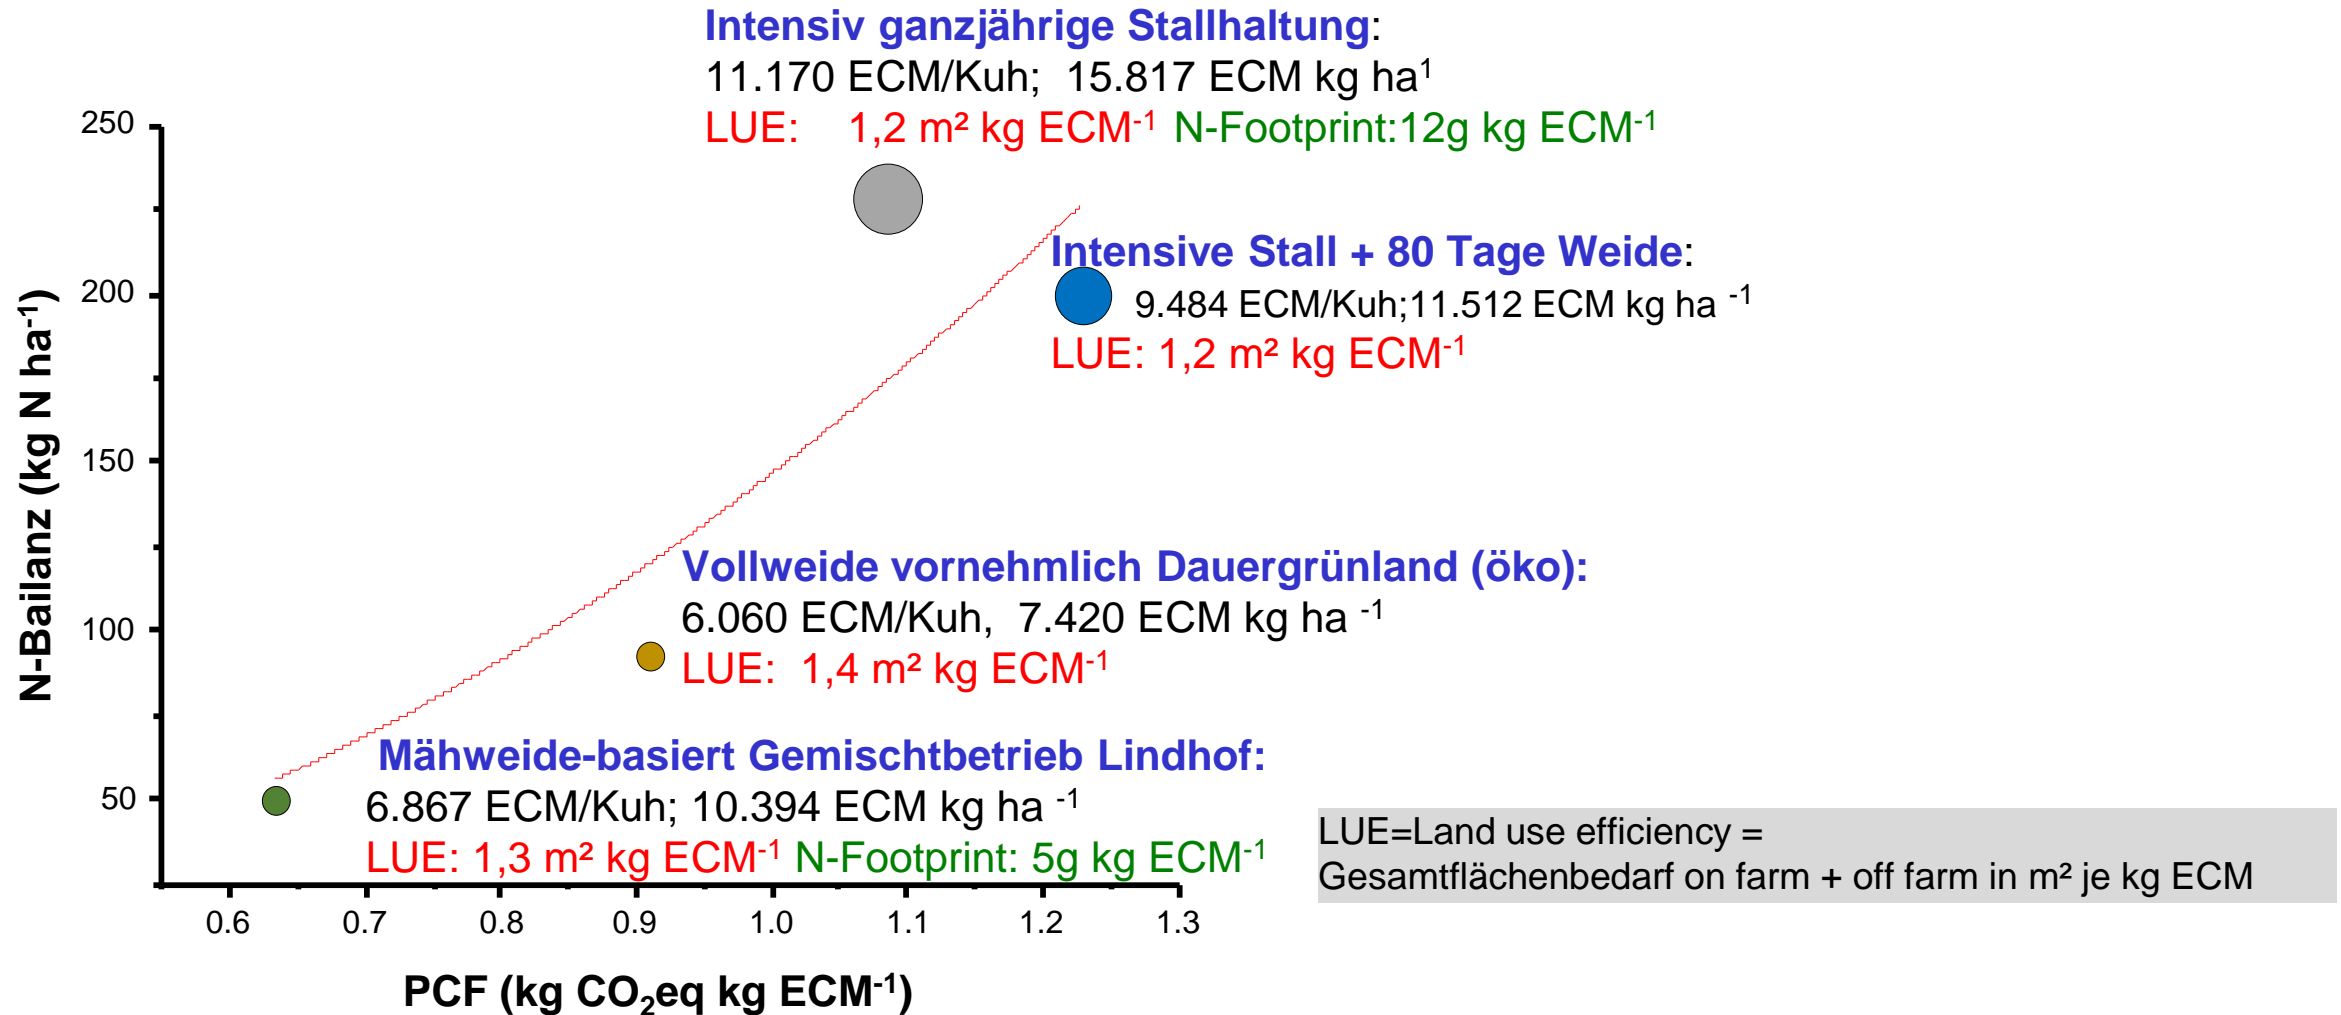 Intensiv ganzjährige Stallhaltung:
11.170 ECM/Kuh; 15.817 ECM kg ha¹
LUE: 1,2 m² kg ECM⁻¹ N-Footprint:12g kg ECM⁻¹
Intensive Stall + 80 Tage Weide:
9.484 ECM/Kuh;11.512 ECM kg ha ⁻¹
LUE: 1,2 m² kg ECM⁻¹
Vollweide vornehmlich Dauergrünland (öko):
6.060 ECM/Kuh, 7.420 ECM kg ha ⁻¹
LUE: 1,4 m² kg ECM⁻¹
Mähweide-basiert Gemischtbetrieb Lindhof:
6.867 ECM/Kuh; 10.394 ECM kg ha ⁻¹
LUE: 1,3 m² kg ECM⁻¹ N-Footprint: 5g kg ECM⁻¹
LUE=Land use efficiency =
Gesamtflächenbedarf on farm + off farm in m² je kg ECM
N-Bailanz (kg N ha⁻¹)
250
200
150
100
50
0.6 0.7 0.8 0.9 1.0 1.1 1.2 1.3
PCF (kg CO₂eq kg ECM⁻¹)